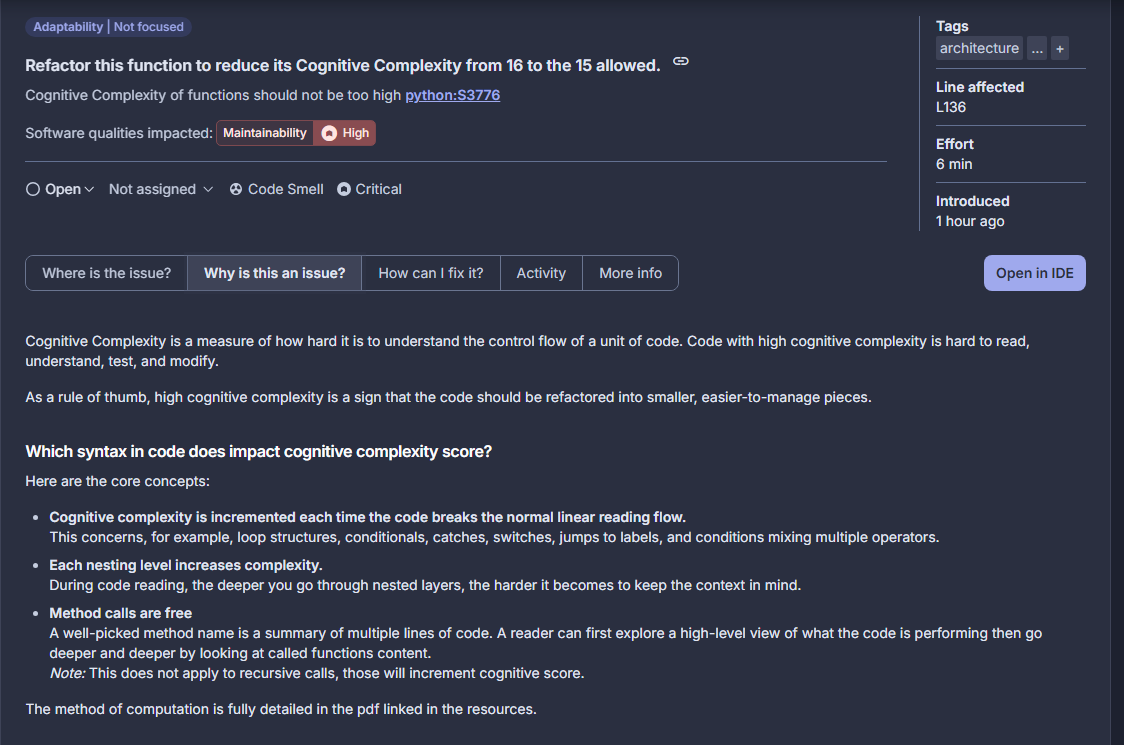 Adaptability | Not focused
Refactor this function to reduce its Cognitive Complexity from 16 to the 15 allowed.
Cognitive Complexity of functions should not be too high python:S3776
Software qualities impacted: Maintainability High
Open Not assigned Code Smell Critical
Tags
architecture ... +
Line affected
L136
Effort
6 min
Introduced
1 hour ago
Where is the issue? Why is this an issue? How can I fix it? Activity More info
Open in IDE
Cognitive Complexity is a measure of how hard it is to understand the control flow of a unit of code. Code with high cognitive complexity is hard to read,
understand, test, and modify.
As a rule of thumb, high cognitive complexity is a sign that the code should be refactored into smaller, easier-to-manage pieces.
Which syntax in code does impact cognitive complexity score?
Here are the core concepts:
• Cognitive complexity is incremented each time the code breaks the normal linear reading flow.
This concerns, for example, loop structures, conditionals, catches, switches, jumps to labels, and conditions mixing multiple operators.
• Each nesting level increases complexity.
During code reading, the deeper you go through nested layers, the harder it becomes to keep the context in mind.
• Method calls are free
A well-picked method name is a summary of multiple lines of code. A reader can first explore a high-level view of what the code is performing then go
deeper and deeper by looking at called functions content.
Note: This does not apply to recursive calls, those will increment cognitive score.
The method of computation is fully detailed in the pdf linked in the resources.